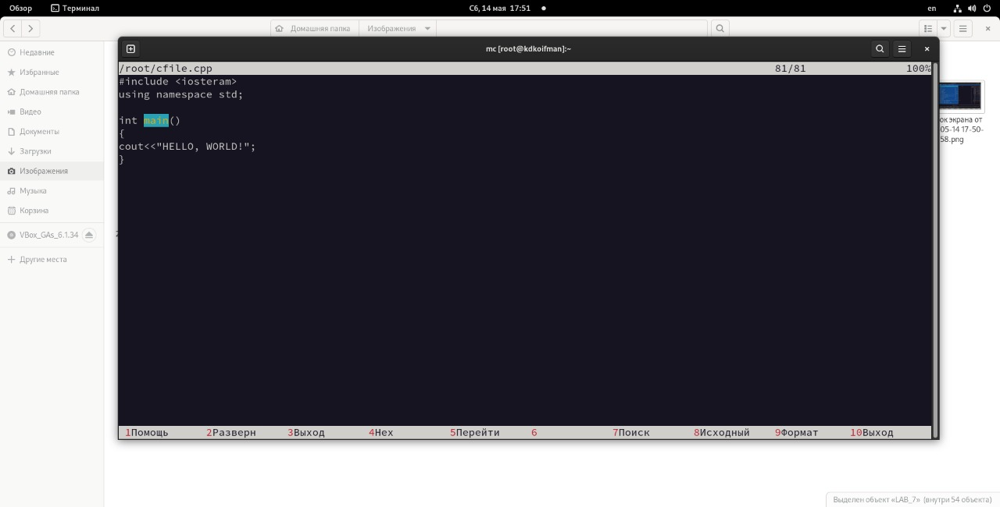 Обзор Терминал Сб, 14 мая 17:51 en
Домашняя папка Изображения
mc [root@kdkoifman]:~
/root/cfile.cpp 81/81 100%
#include <iosteram>
using namespace std;
int main()
{
cout<<"HELLO, WORLD!";
}
1Помощь 2Разверн 3Выход 4Hex 5Перейти 6 7Поиск 8Исходный 9Формат 10Выход
Недавние
Избранные
Домашняя папка
Видео
Документы
Загрузки
Изображения
Музыка
Корзина
VBox_GAs_6.1.34
Другие места
ок экрана от
05-14 17-50-
58.png
Выделен объект «LAB_7» (внутри 54 объекта)